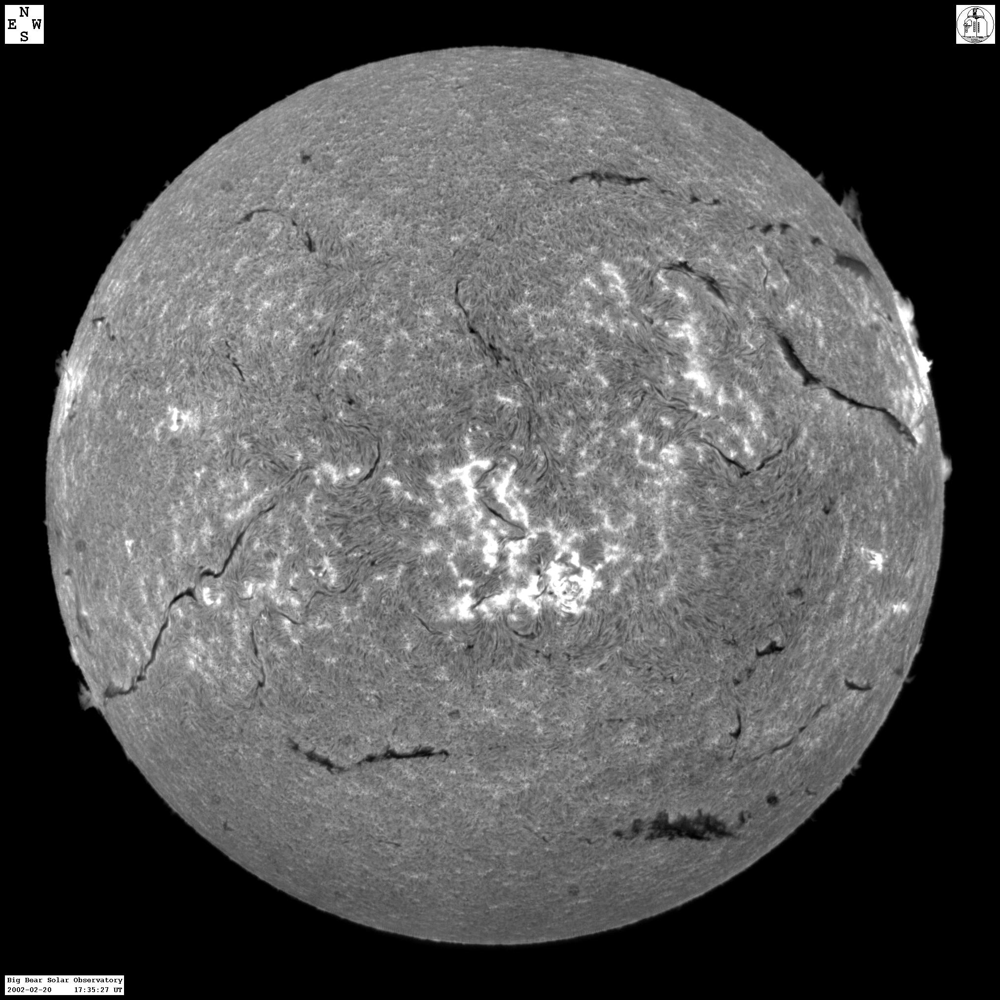 N
E W
S
Big Bear Solar Observatory
2002-02-20 17:35:27 UT